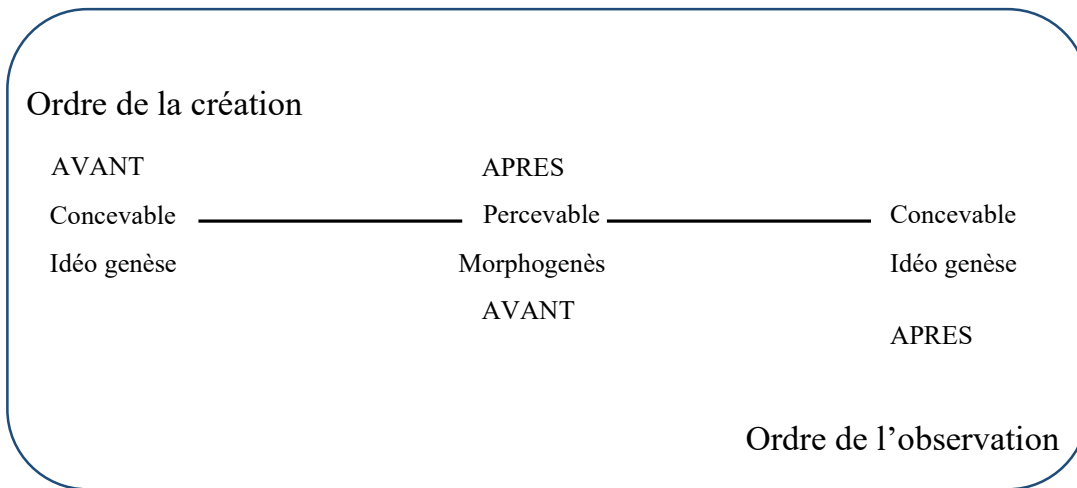 Ordre de la création
AVANT APRES
Concevable Percevable Concevable
Idéo genèse Morphogenès Idéo genèse
AVANT
APRES
Ordre de l’observation